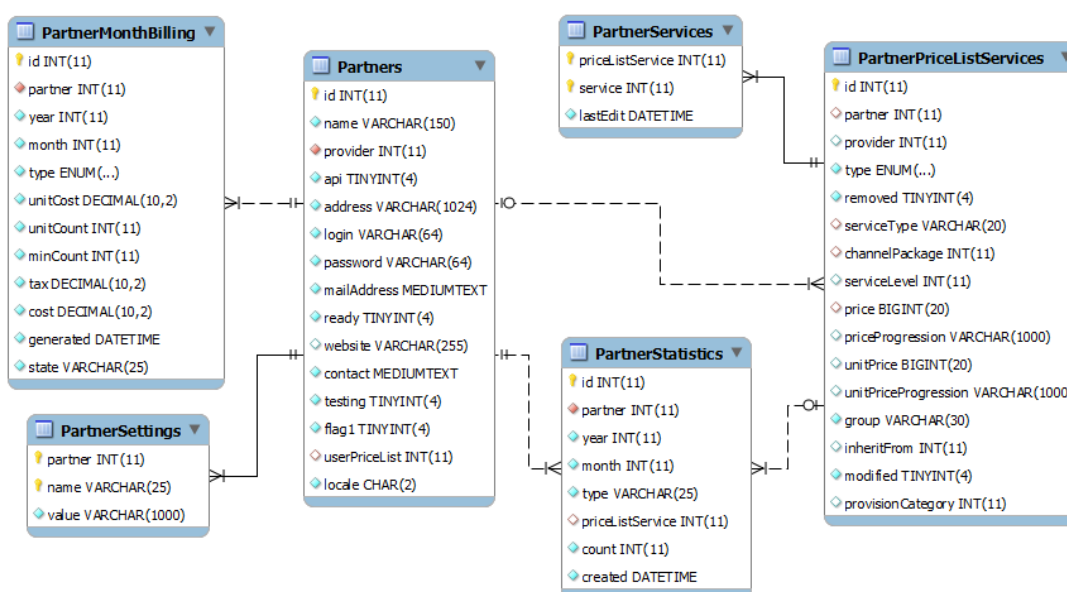 PartnerMonthBilling
id INT(11)
partner INT(11)
year INT(11)
month INT(11)
type ENUM(...)
unitCost DECIMAL(10,2)
unitCount INT(11)
minCount INT(11)
tax DECIMAL(10,2)
cost DECIMAL(10,2)
generated DATETIME
state VARCHAR(25)
PartnerSettings
partner INT(11)
name VARCHAR(25)
value VARCHAR(1000)
Partners
id INT(11)
name VARCHAR(150)
provider INT(11)
api TINYINT(4)
address VARCHAR(1024)
login VARCHAR(64)
password VARCHAR(64)
mailAddress MEDIUMTEXT
ready TINYINT(4)
website VARCHAR(255)
contact MEDIUMTEXT
testing TINYINT(4)
flag1 TINYINT(4)
userPriceList INT(11)
locale CHAR(2)
PartnerServices
priceListService INT(11)
service INT(11)
lastEdit DATETIME
PartnerStatistics
id INT(11)
partner INT(11)
year INT(11)
month INT(11)
type VARCHAR(25)
priceListService INT(11)
count INT(11)
created DATETIME
PartnerPriceListServices
id INT(11)
partner INT(11)
provider INT(11)
type ENUM(...)
removed TINYINT(4)
serviceType VARCHAR(20)
channelPackage INT(11)
serviceLevel INT(11)
price BIGINT(20)
priceProgression VARCHAR(1000)
unitPrice BIGINT(20)
unitPriceProgression VARCHAR(1000
group VARCHAR(30)
inheritFrom INT(11)
modified TINYINT(4)
provisionCategory INT(11)